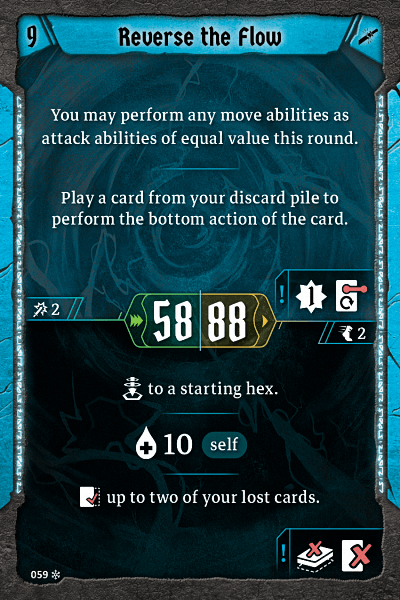 9 Reverse the Flow
You may perform any move abilities as
attack abilities of equal value this round.
Play a card from your discard pile to
perform the bottom action of the card.
! 1
2 58 88 2
to a starting hex.
10 self
up to two of your lost cards.
!
059